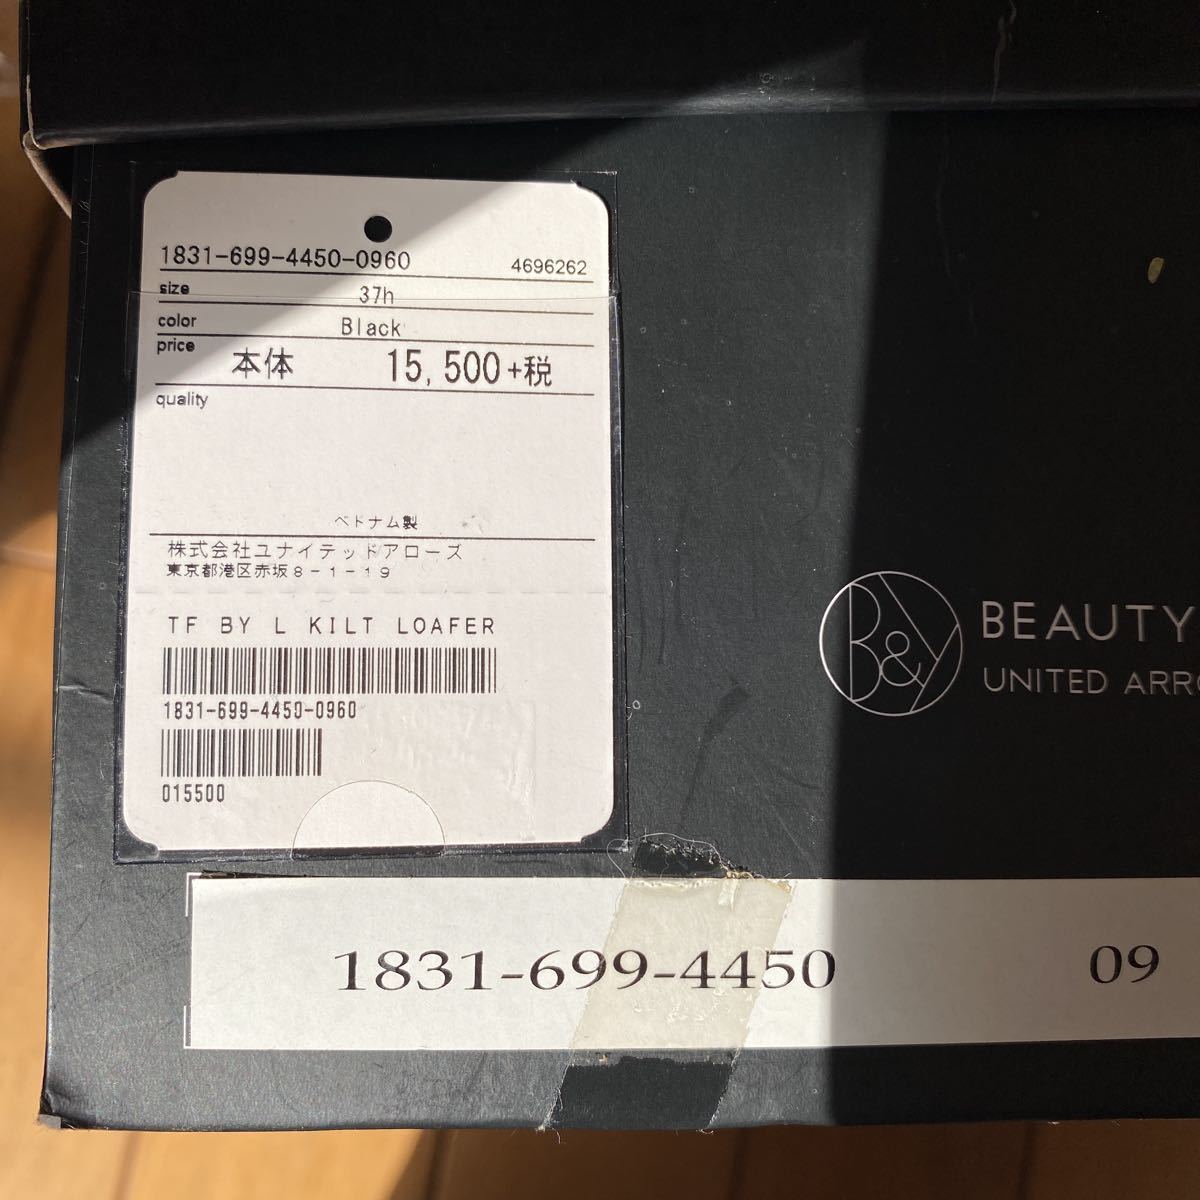 1831-699-4450-0960 4696262
size 37h
color Black
price 本体 15,500+税
quality
ベトナム製
株式会社ユナイテッドアローズ
東京都港区赤坂8-1-19
TF BY L KILT LOAFER
1831-699-4450-0960
015500
B&Y
BEAUTY
UNITED ARRO
1831-699-4450 09